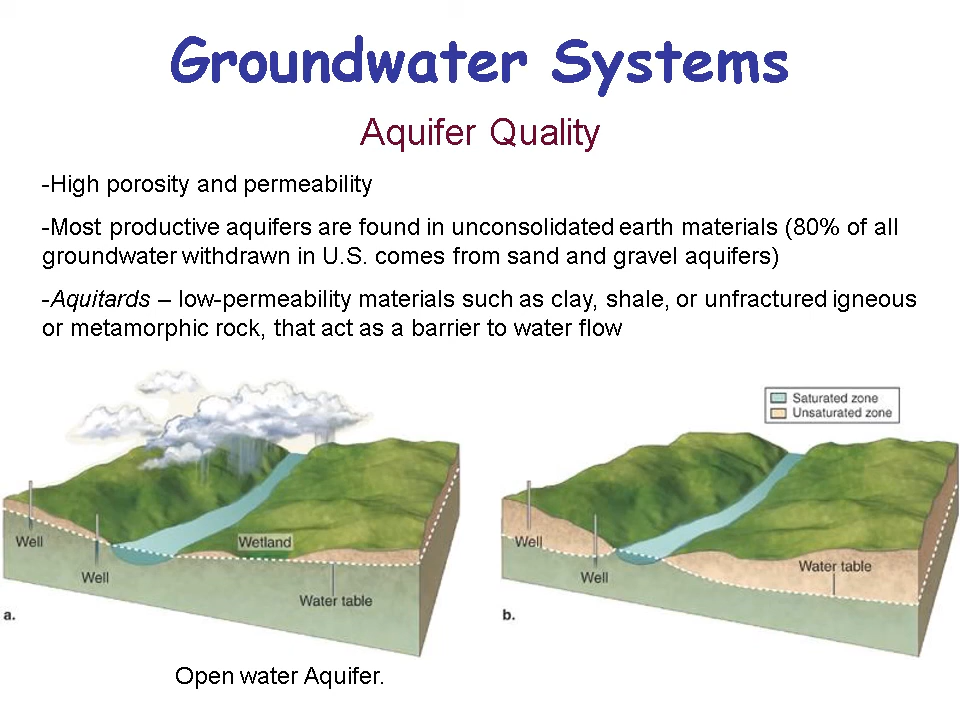 Groundwater Systems
Aquifer Quality
-High porosity and permeability
-Most productive aquifers are found in unconsolidated earth materials (80% of all
groundwater withdrawn in U.S. comes from sand and gravel aquifers)
-Aquitards – low-permeability materials such as clay, shale, or unfractured igneous
or metamorphic rock, that act as a barrier to water flow
Well
Well
Wetland
Water table
a.
Saturated zone
Unsaturated zone
Well
Well
Water table
b.
Open water Aquifer.